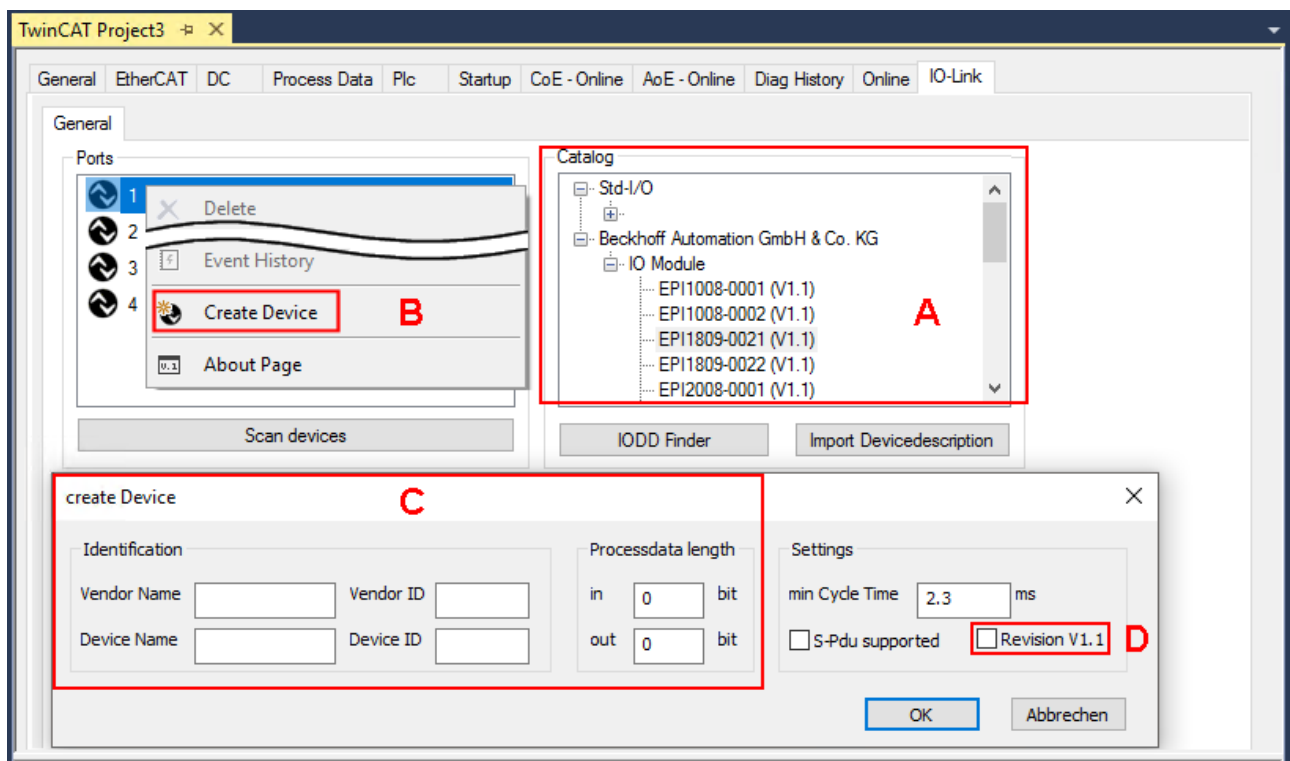 TwinCAT Project3
General EtherCAT DC Process Data Plc Startup CoE - Online AoE - Online Diag History Online IO-Link
General
Ports
1
2
3
4
Delete
Event History
Create Device
B
About Page
Scan devices
Catalog
Std-I/O
Beckhoff Automation GmbH & Co. KG
IO Module
EPI1008-0001 (V1.1)
EPI1008-0002 (V1.1)
EPI1809-0021 (V1.1)
EPI1809-0022 (V1.1)
EPI2008-0001 (V1.1)
A
IODD Finder Import Devicedescription
create Device
C
Identification
Vendor Name Vendor ID
Device Name Device ID
Processdata length
in 0 bit
out 0 bit
Settings
min Cycle Time 2.3 ms
S-Pdu supported Revision V1.1
D
OK Abbrechen